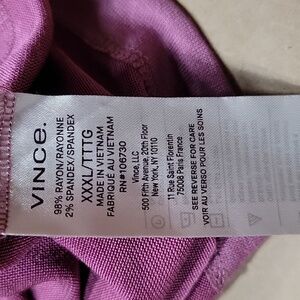 VINCE.
98% RAYON/RAYONNE
2% SPANDEX/SPANDEX
XXXL/TTTG
MADE IN VIETNAM
FABRIQUÉ AU VIETNAM
RN#106730
Vince, LLC
500 Fifth Avenue, 20th Floor
New York, NY 10110
11 Rue Saint Florentin
75008 Paris France
SEE REVERSE FOR CARE
VOIR AU VERSO POUR LES SOINS